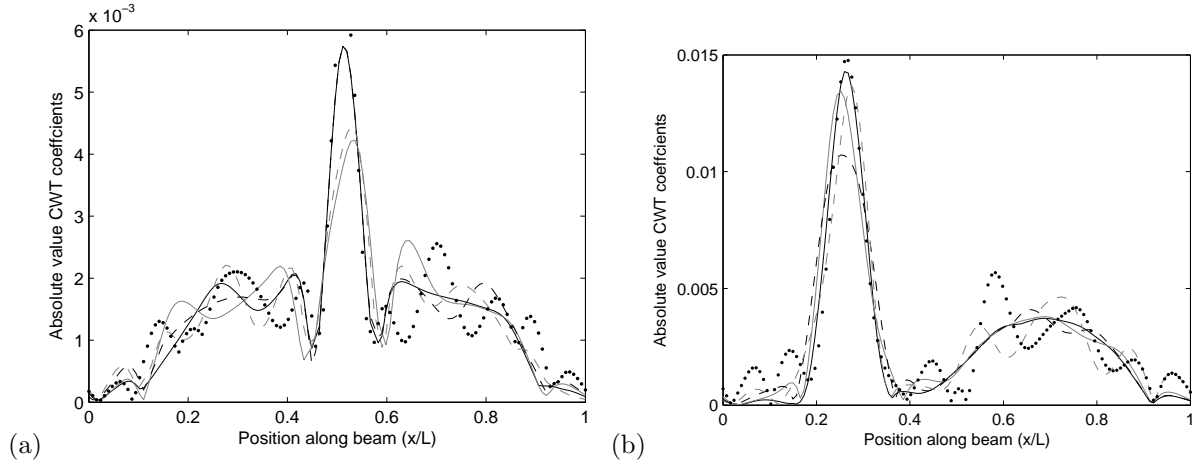 x 10⁻³
6
5
4
3
2
1
0
0 0.2 0.4 0.6 0.8 1
Absolute value CWT coeffcients
Position along beam (x/L)
(a)
0.015
0.01
0.005
0
0 0.2 0.4 0.6 0.8 1
Absolute value CWT coeffcients
Position along beam (x/L)
(b)